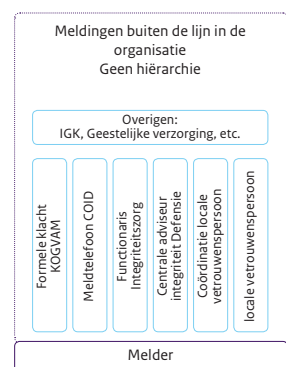 Meldingen buiten de lijn in de
organisatie
Geen hiërarchie
Overigen:
IGK, Geestelijke verzorging, etc.
Formele klacht
KOGVAM
Meldtelefoon COID
Functionaris
Integriteitszorg
Centrale adviseur
integriteit Defensie
Coördinatie locale
vetrouwenspersoon
locale vetrouwenspersoon
Melder